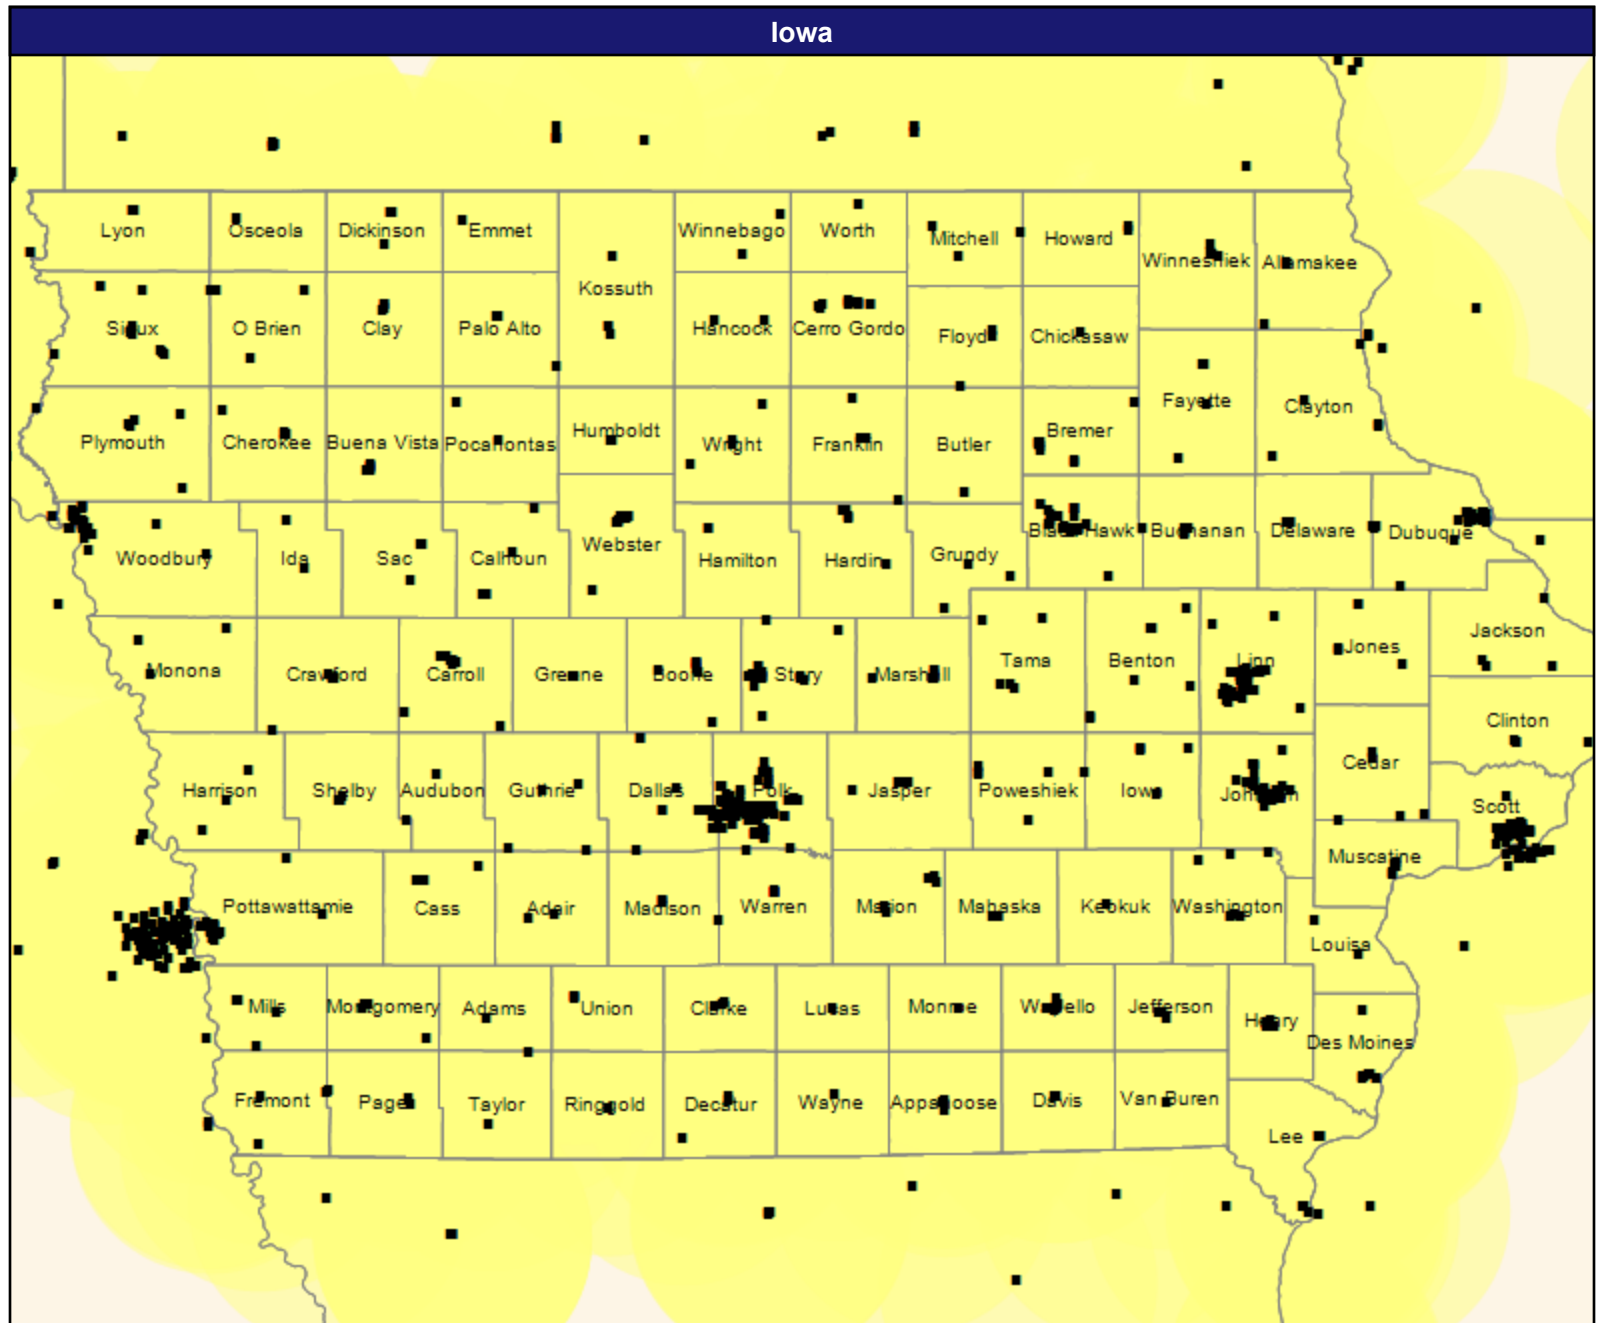 Iowa
Lyon Osceola Dickinson Emmet Winnebago Worth Mitchell Howard
Winneshiek Allamakee
Kossuth
Sioux O Brien Clay Palo Alto Hancock Cerro Gordo Floyd Chickasaw
Fayette Clayton
Plymouth Cherokee Buena Vista Pocahontas Humboldt Wright Franklin Butler Bremer
Woodbury Ida Sac Calhoun Webster Hamilton Hardin Grundy Black Hawk Buchanan Delaware Dubuque
Monona Crawford Carroll Greene Boone Story Marshall Tama Benton Linn Jones Jackson
Clinton
Harrison Shelby Audubon Guthrie Dallas Polk Jasper Poweshiek Iowa Johnson Cedar Scott
Muscatine
Pottawattamie Cass Adair Madison Warren Marion Mahaska Keokuk Washington
Louisa
Mills Montgomery Adams Union Clarke Lucas Monroe Wapello Jefferson Henry
Des Moines
Fremont Page Taylor Ringgold Decatur Wayne Appanoose Davis Van Buren
Lee